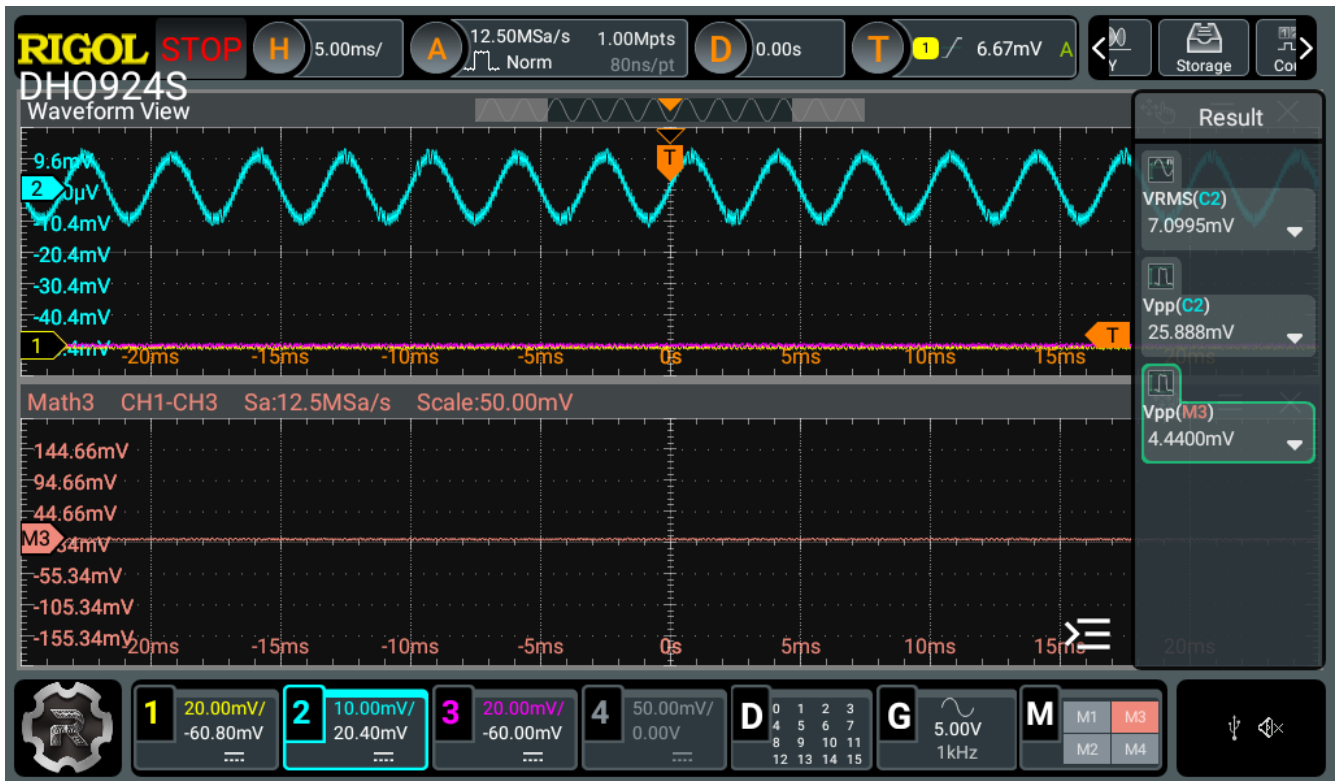 RIGOL STOP H 5.00ms/ A 12.50MSa/s 1.00Mpts D 0.00s T 1 6.67mV A Storage
Norm 80ns/pt
DHO924S
Waveform View
Result
T
9.6mV
2
VRMS(C2)
7.0995mV
-10.4mV
-20.4mV
-30.4mV
Vpp(C2)
25.888mV
-40.4mV
T
1
-20ms -15ms -10ms -5ms 0s 5ms 10ms 15ms 20ms
Math3 CH1-CH3 Sa:12.5MSa/s Scale:50.00mV
Vpp(M3)
4.4400mV
144.66mV
94.66mV
44.66mV
M3
-55.34mV
-105.34mV
-155.34mV
-20ms -15ms -10ms -5ms 0s 5ms 10ms 15ms 20ms
1 20.00mV/ 2 10.00mV/ 3 20.00mV/ 4 50.00mV/ D 0 1 2 3 G 5.00V M M1 M3
-60.80mV 20.40mV -60.00mV 0.00V 4 5 6 7 1kHz M2 M4
8 9 10 11
12 13 14 15
R